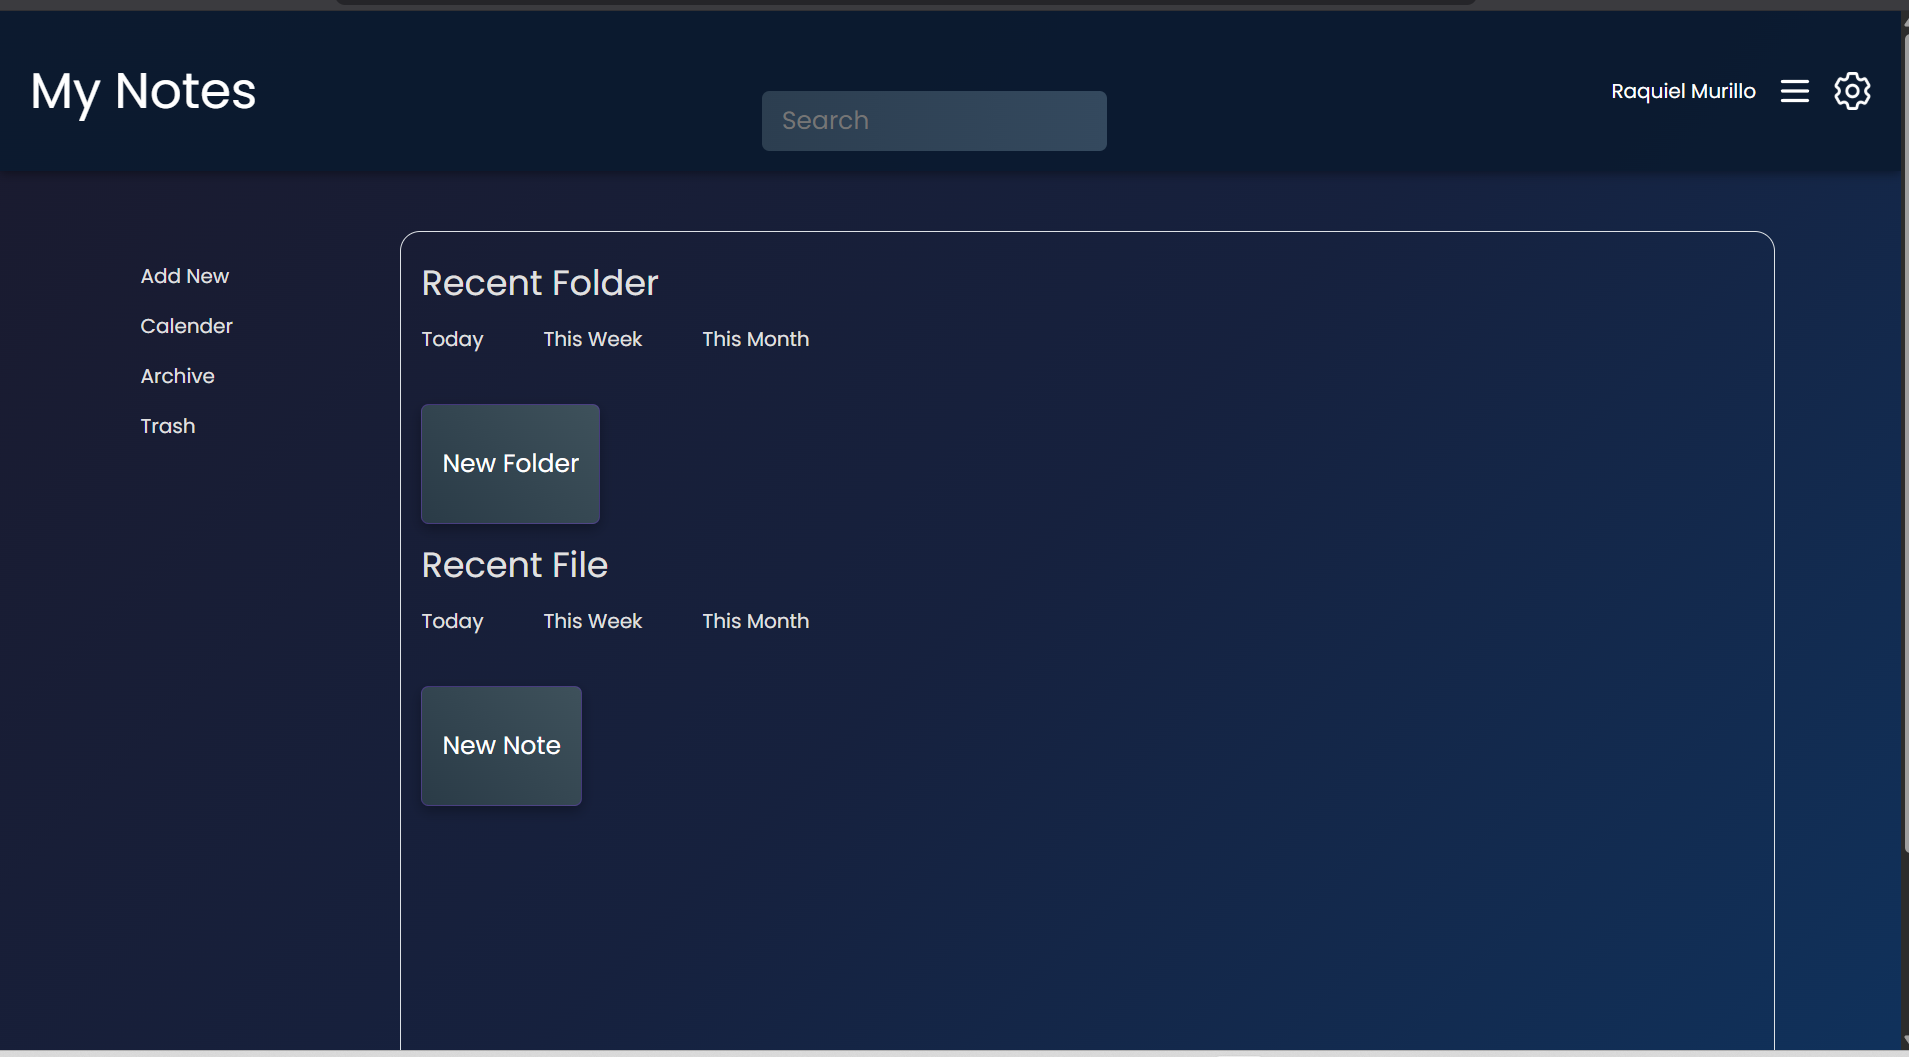 My Notes
Search
Raquiel Murillo
Add New
Calender
Archive
Trash
Recent Folder
Today This Week This Month
New Folder
Recent File
Today This Week This Month
New Note